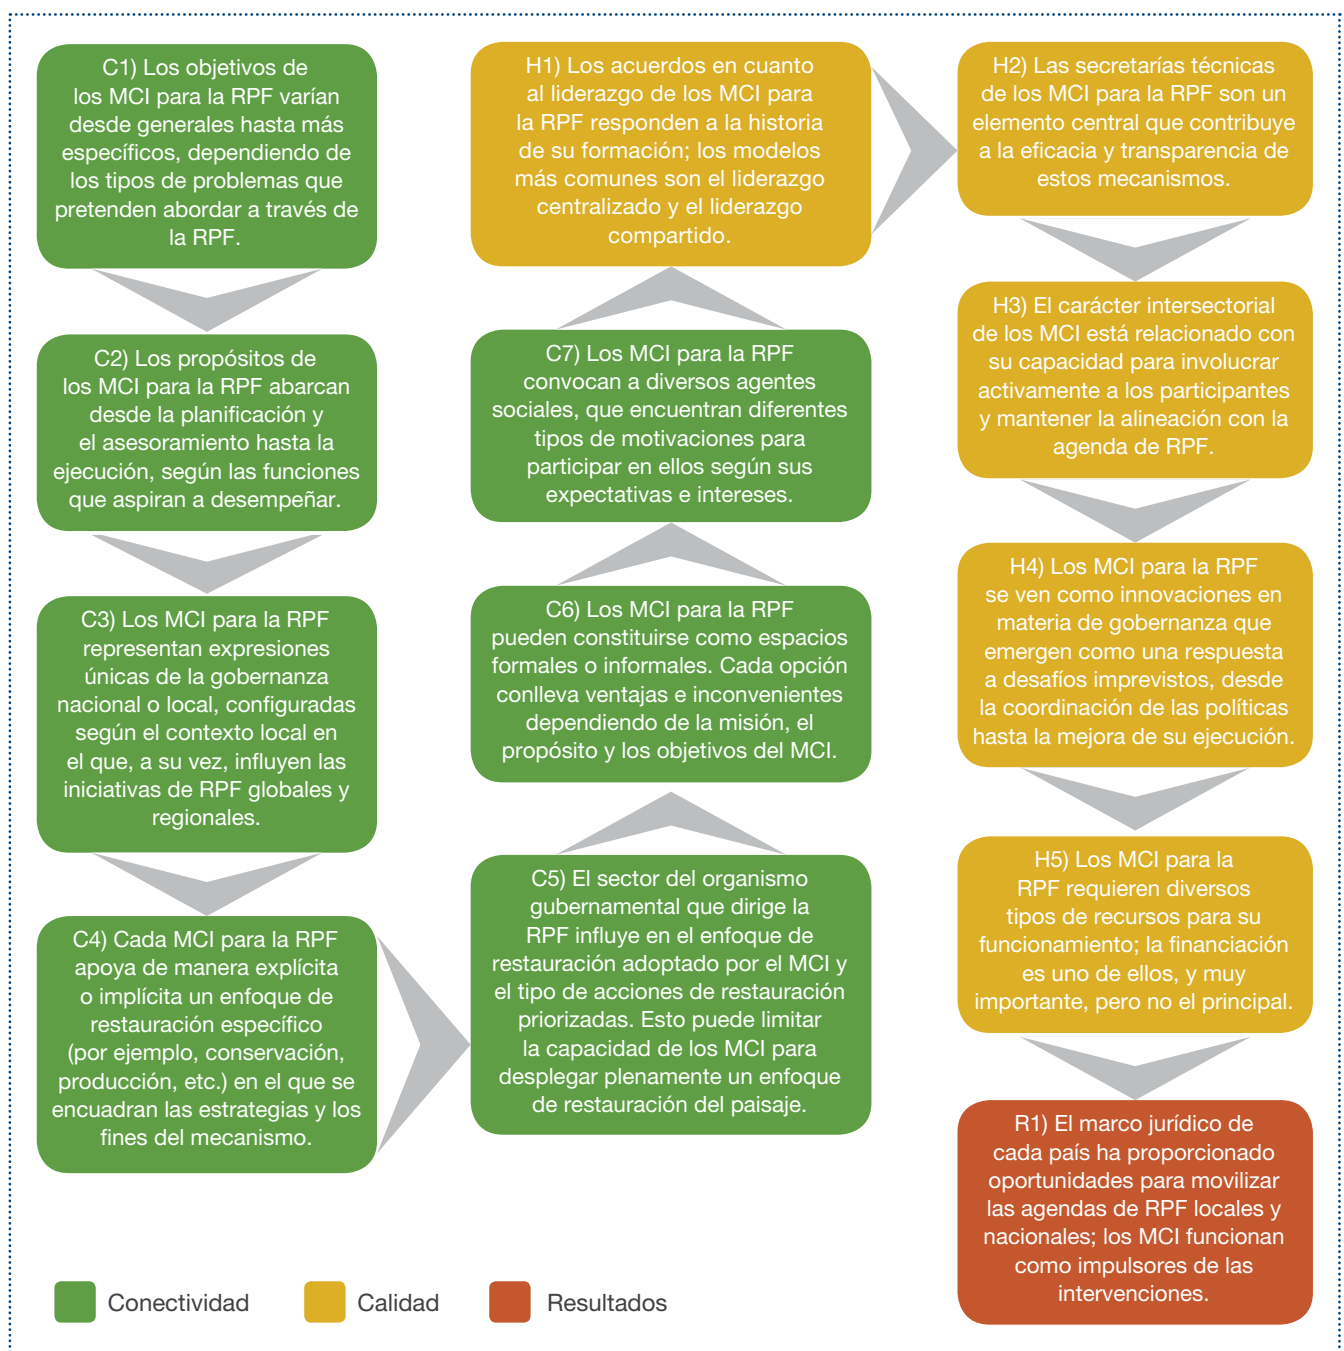 C1) Los objetivos de
los MCI para la RPF varían
desde generales hasta más
específicos, dependiendo de
los tipos de problemas que
pretenden abordar a través de
la RPF.
C2) Los propósitos de
los MCI para la RPF abarcan
desde la planificación y
el asesoramiento hasta la
ejecución, según las funciones
que aspiran a desempeñar.
C3) Los MCI para la RPF
representan expresiones
únicas de la gobernanza
nacional o local, configuradas
según el contexto local en
el que, a su vez, influyen las
iniciativas de RPF globales y
regionales.
C4) Cada MCI para la RPF
apoya de manera explícita
o implícita un enfoque de
restauración específico
(por ejemplo, conservación,
producción, etc.) en el que se
encuadran las estrategias y los
fines del mecanismo.
C5) El sector del organismo
gubernamental que dirige la
RPF influye en el enfoque de
restauración adoptado por el MCI y
el tipo de acciones de restauración
priorizadas. Esto puede limitar
la capacidad de los MCI para
desplegar plenamente un enfoque
de restauración del paisaje.
C6) Los MCI para la RPF
pueden constituirse como espacios
formales o informales. Cada opción
conlleva ventajas e inconvenientes
dependiendo de la misión, el
propósito y los objetivos del MCI.
C7) Los MCI para la RPF
convocan a diversos agentes
sociales, que encuentran diferentes
tipos de motivaciones para
participar en ellos según sus
expectativas e intereses.
H1) Los acuerdos en cuanto
al liderazgo de los MCI para
la RPF responden a la historia
de su formación; los modelos
más comunes son el liderazgo
centralizado y el liderazgo
compartido.
H2) Las secretarías técnicas
de los MCI para la RPF son un
elemento central que contribuye
a la eficacia y transparencia de
estos mecanismos.
H3) El carácter intersectorial
de los MCI está relacionado con
su capacidad para involucrar
activamente a los participantes
y mantener la alineación con la
agenda de RPF.
H4) Los MCI para la RPF
se ven como innovaciones en
materia de gobernanza que
emergen como una respuesta
a desafíos imprevistos, desde
la coordinación de las políticas
hasta la mejora de su ejecución.
H5) Los MCI para la
RPF requieren diversos
tipos de recursos para su
funcionamiento; la financiación
es uno de ellos, y muy
importante, pero no el principal.
R1) El marco jurídico de
cada país ha proporcionado
oportunidades para movilizar
las agendas de RPF locales y
nacionales; los MCI funcionan
como impulsores de las
intervenciones.
Conectividad
Calidad
Resultados